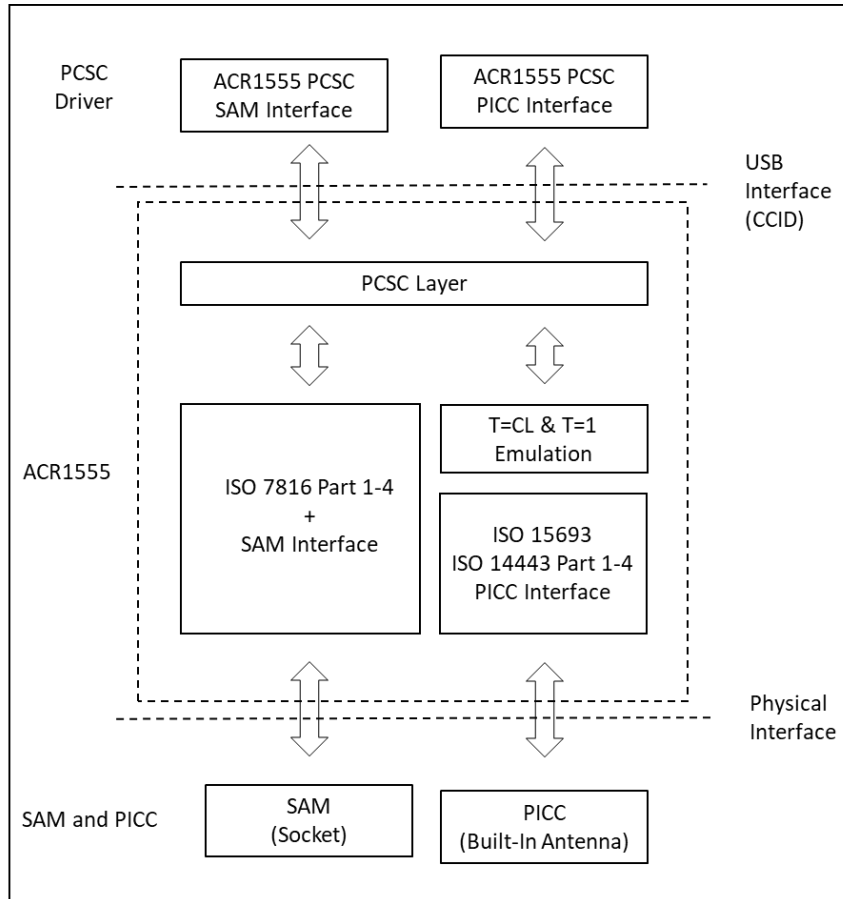 PCSC
Driver
ACR1555 PCSC
SAM Interface
ACR1555 PCSC
PICC Interface
USB
Interface
(CCID)
PCSC Layer
ACR1555
ISO 7816 Part 1-4
+
SAM Interface
T=CL & T=1
Emulation
ISO 15693
ISO 14443 Part 1-4
PICC Interface
Physical
Interface
SAM and PICC
SAM
(Socket)
PICC
(Built-In Antenna)